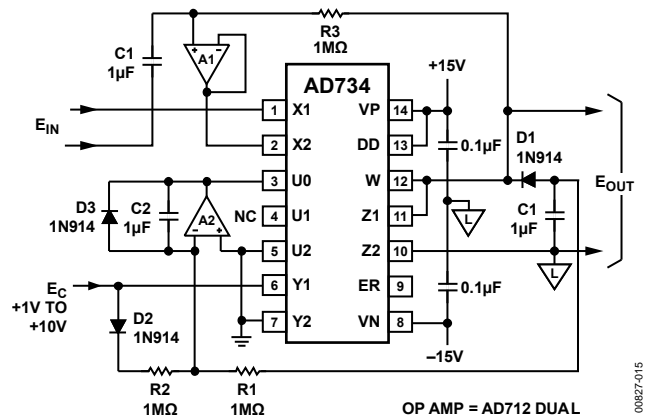 R3
1MΩ
C1
1µF
+
–
A1
AD734
+15V
E_IN
1 X1
VP 14
2 X2
DD 13
0.1µF
D1
1N914
3 U0
W 12
E_OUT
D3
1N914
C2
1µF
A2
–
+
NC
4 U1
Z1 11
L
C1
1µF
5 U2
Z2 10
L
E_C
+1V TO
+10V
6 Y1
ER 9
0.1µF
D2
1N914
7 Y2
VN 8
–15V
R2
1MΩ
R1
1MΩ
OP AMP = AD712 DUAL
00827-015